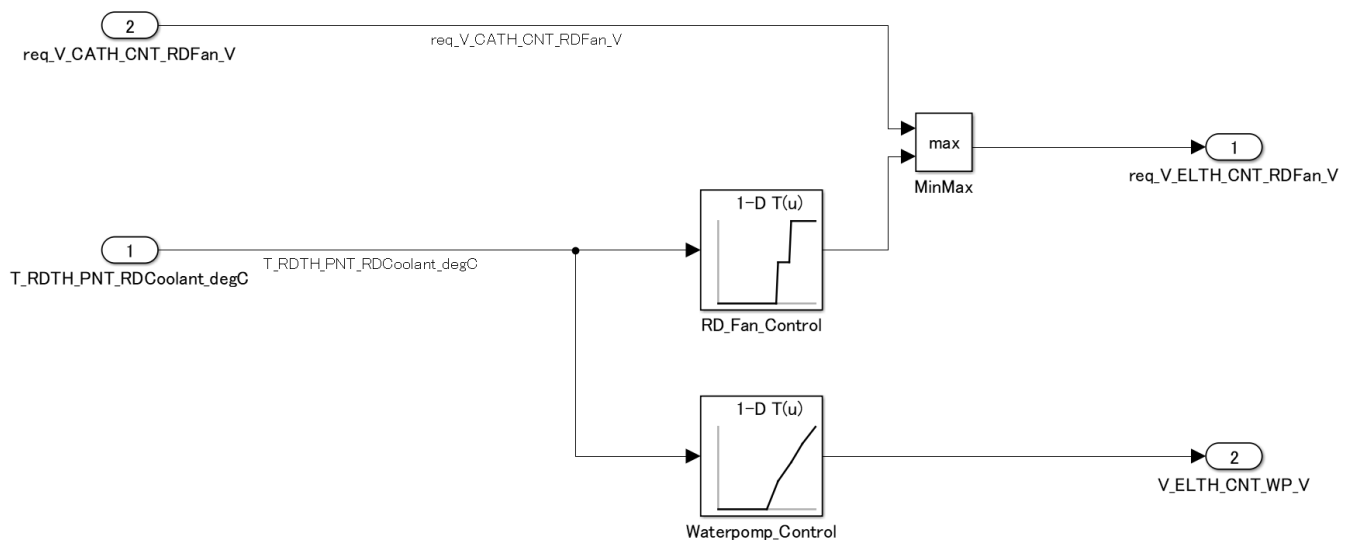 2
req_V_CATH_CNT_RDFan_V
req_V_CATH_CNT_RDFan_V
max
MinMax
1
req_V_ELTH_CNT_RDFan_V
1
T_RDTH_PNT_RDCoolant_degC
T_RDTH_PNT_RDCoolant_degC
1-D T(u)
RD_Fan_Control
1-D T(u)
Waterpomp_Control
2
V_ELTH_CNT_WP_V